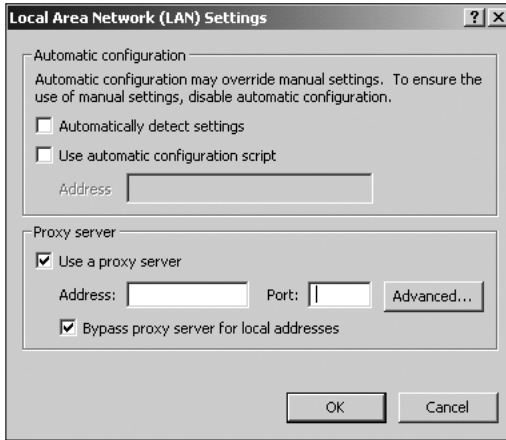 Local Area Network (LAN) Settings
Automatic configuration
Automatic configuration may override manual settings. To ensure the
use of manual settings, disable automatic configuration.
Automatically detect settings
Use automatic configuration script
Address
Proxy server
Use a proxy server
Address: Port: Advanced...
Bypass proxy server for local addresses
OK Cancel